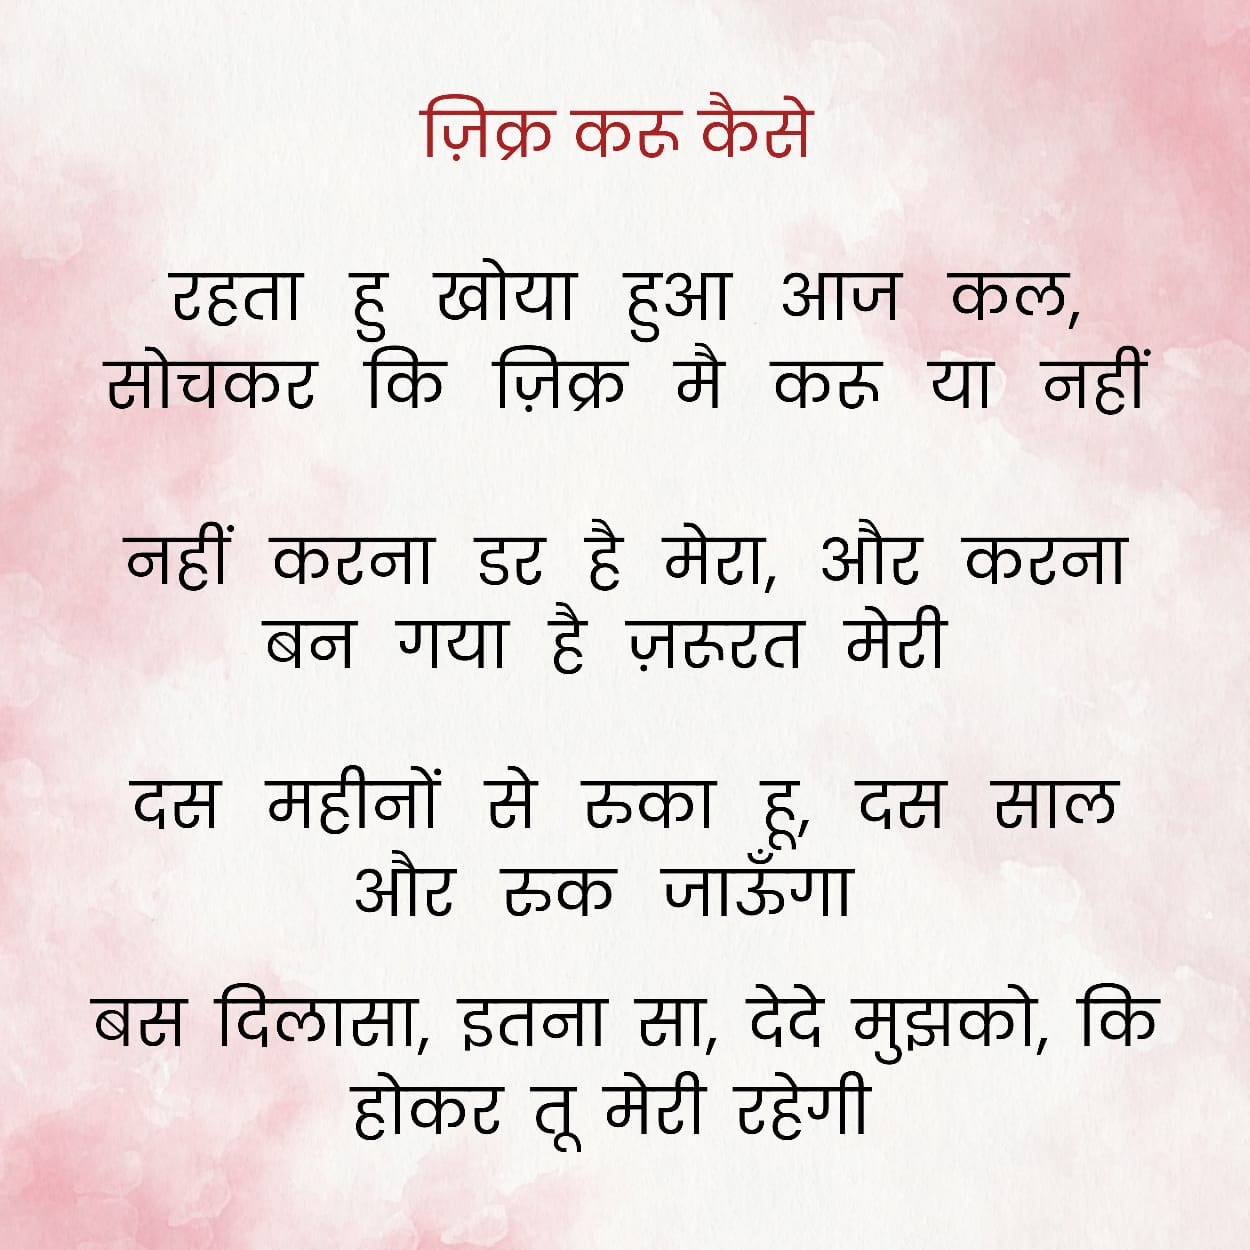 ज़िक्र करू कैसे
रहता हु खोया हुआ आज कल,
सोचकर कि ज़िक्र मै करू या नहीं
नहीं करना डर है मेरा, और करना
बन गया है ज़रूरत मेरी
दस महीनों से रुका हू, दस साल
और रुक जाऊँगा
बस दिलासा, इतना सा, देदे मुझको, कि
होकर तू मेरी रहेगी